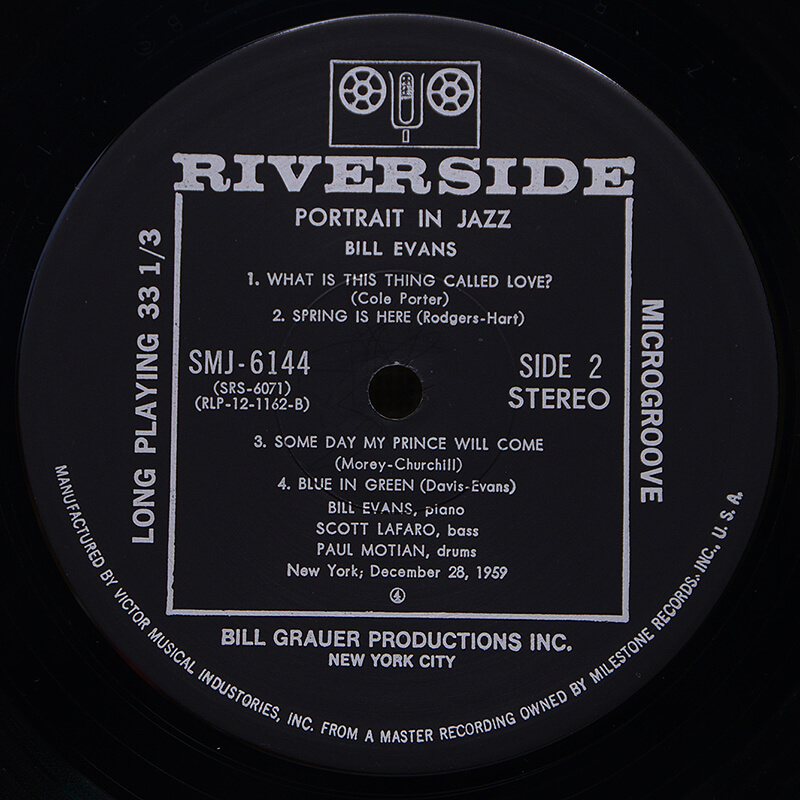 RIVERSIDE
PORTRAIT IN JAZZ
BILL EVANS
1. WHAT IS THIS THING CALLED LOVE?
(Cole Porter)
2. SPRING IS HERE (Rodgers-Hart)
SMJ-6144
(SRS-6071)
(RLP-12-1162-B)
SIDE 2
STEREO
3. SOME DAY MY PRINCE WILL COME
(Morey-Churchill)
4. BLUE IN GREEN (Davis-Evans)
BILL EVANS, piano
SCOTT LAFARO, bass
PAUL MOTIAN, drums
New York; December 28, 1959
④
LONG PLAYING 33 1/3
MICROGROOVE
BILL GRAUER PRODUCTIONS INC.
NEW YORK CITY
MANUFACTURED BY VICTOR MUSICAL INDUSTORIES, INC. FROM A MASTER RECORDING OWNED BY MILESTONE RECORDS, INC., U. S. A.